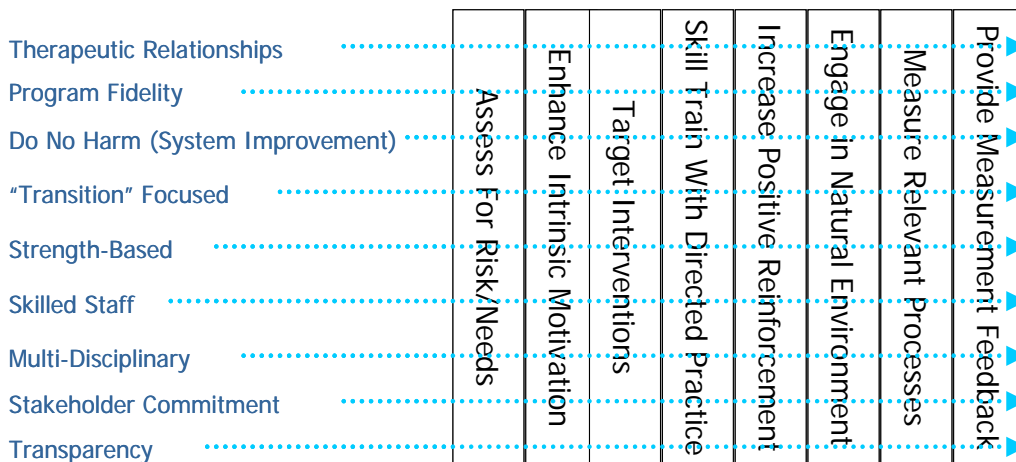 Therapeutic Relationships
Program Fidelity
Do No Harm (System Improvement)
“Transition” Focused
Strength-Based
Skilled Staff
Multi-Disciplinary
Stakeholder Commitment
Transparency
Assess For Risk/Needs
Enhance Intrinsic Motivation
Target Interventions
Skill Train With Directed Practice
Increase Positive Reinforcement
Engage in Natural Environment
Measure Relevant Processes
Provide Measurement Feedback